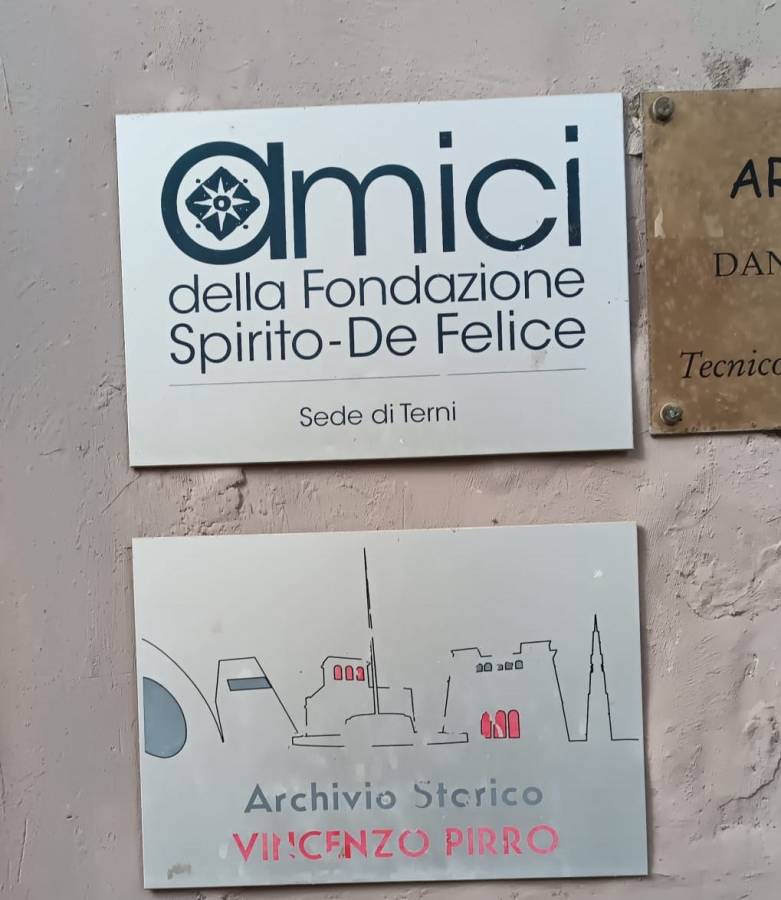 amici
della Fondazione
Spirito-De Felice
Sede di Terni
Archivio Storico
VINCENZO PIRRO